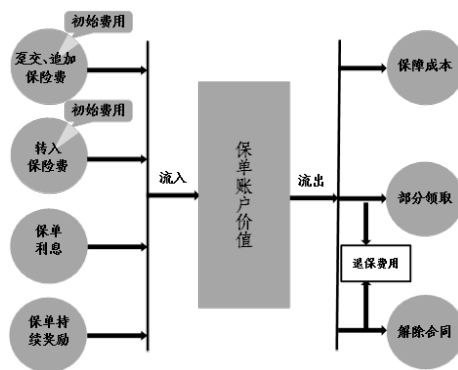 初始费用
趸交、追加
保险费
初始费用
转入
保险费
保单
利息
保单持
续奖励
流入
保单账户价值
流出
保障成本
部分领取
退保费用
解除合同